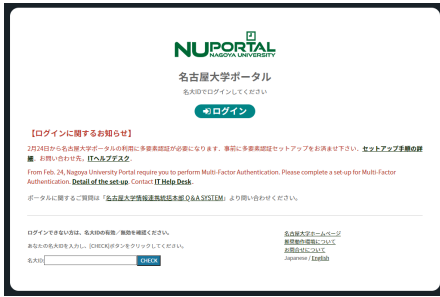 NUPORTAL
NAGOYA UNIVERSITY
名古屋大学ポータル
名大IDでログインしてください
ログイン
【ログインに関するお知らせ】
2月24日から名古屋大学ポータルの利用に多要素認証が必要になります。事前に多要素認証セットアップをお済ませ下さい。セットアップ手順の詳
細。お問い合わせ先。ITヘルプデスク.
From Feb. 24, Nagoya University Portal require you to perform Multi-Factor Authentication. Please complete a set-up for Multi-Factor
Authentication. Detail of the set-up. Contact IT Help Desk.
ポータルに関するご質問は「名古屋大学情報連携統括本部 Q&A SYSTEM」より問い合わせください。
ログインできない方は、名大IDの有効／無効を確認ください。
あなたの名大IDを入力し、[CHECK]ボタンをクリックしてください。
名大ID
CHECK
名古屋大学ホームページ
推奨動作環境について
お問合せについて
Japanese / English